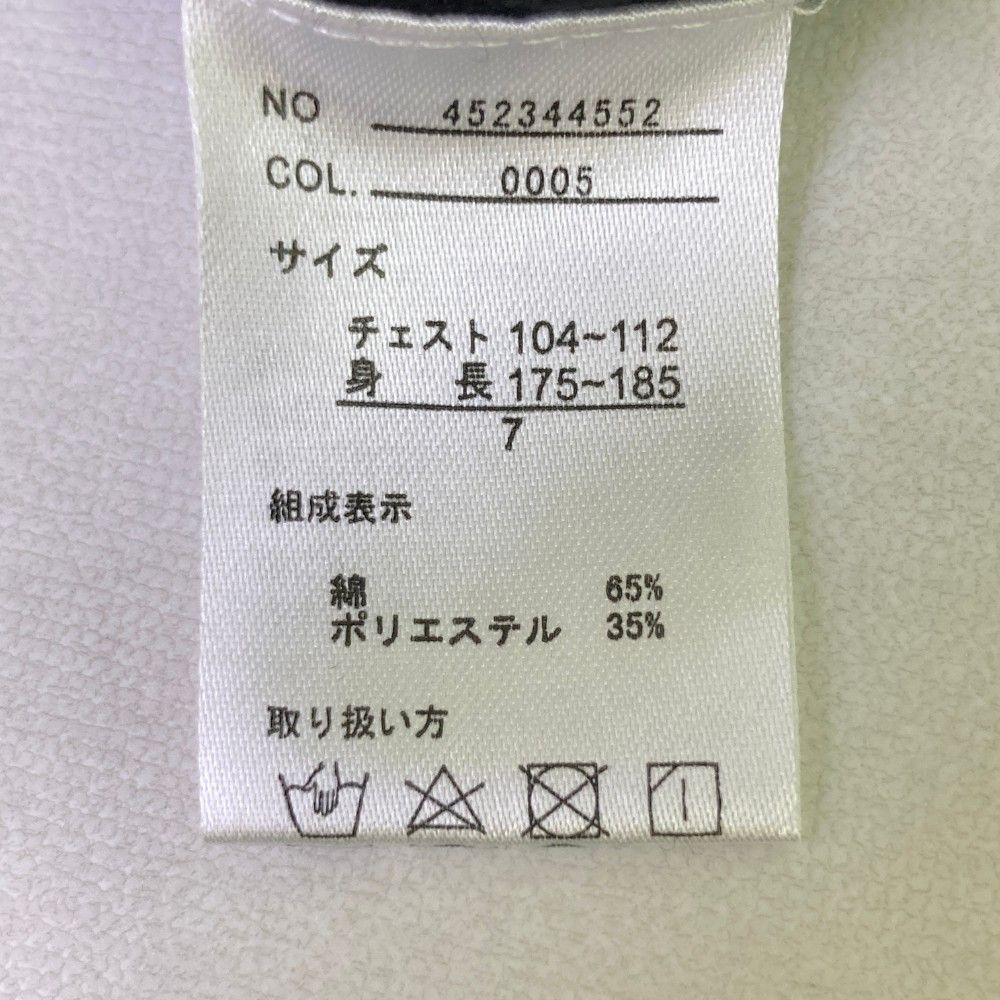 NO 452344552
COL. 0005
サイズ
チェスト 104~112
身 長 175~185
7
組成表示
綿 65%
ポリエステル 35%
取り扱い方